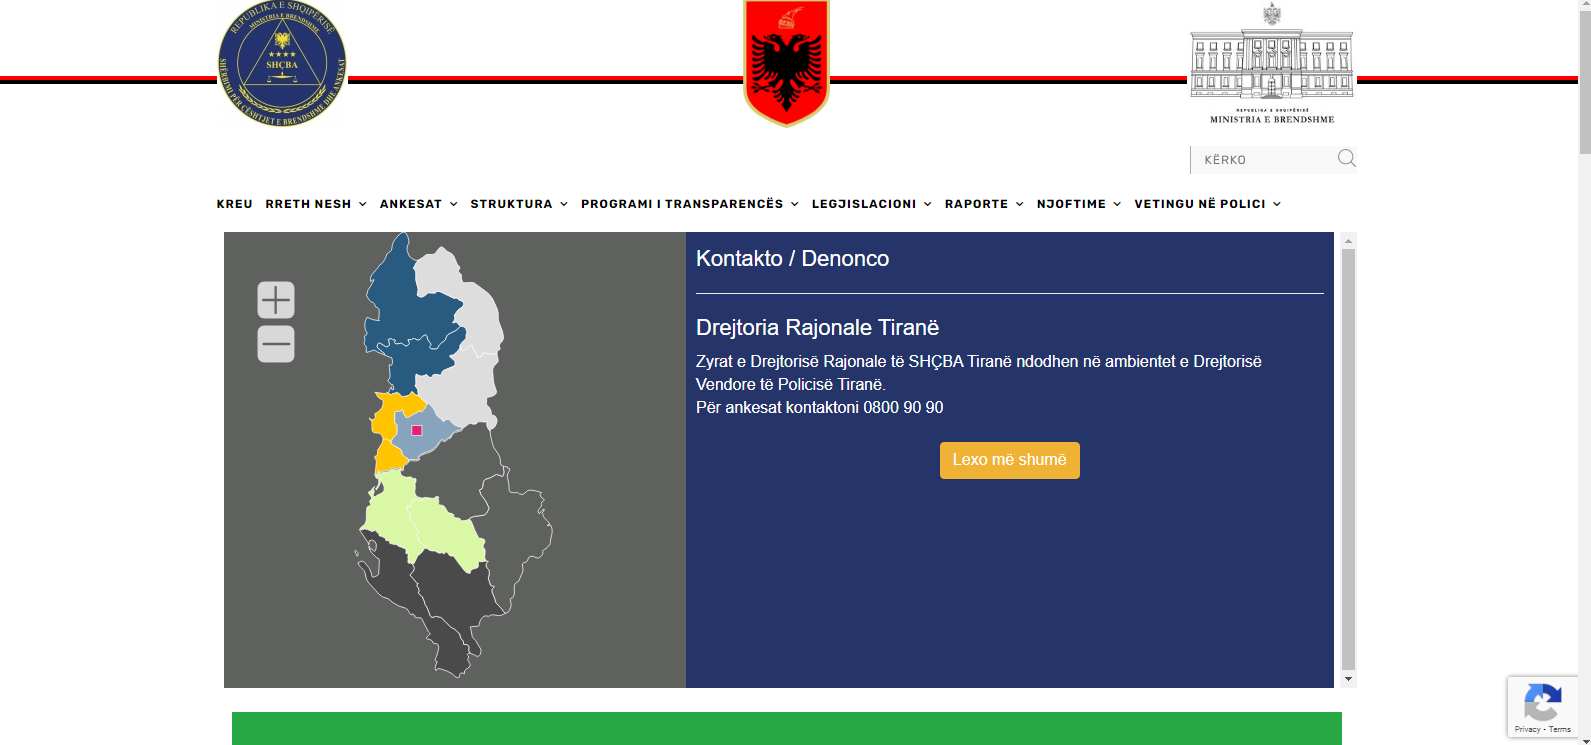 REPUBLIKA E SHQIPËRISË
MINISTRIA E BRENDSHME
SHÇBA
SHËRBIMI PËR ÇËSHTJET E BRENDSHME DHE ANKESAT
REPUBLIKA E SHQIPËRISË
MINISTRIA E BRENDSHME
KËRKO
KREU RRETH NESH ANKESAT STRUKTURA PROGRAMI I TRANSPARENCËS LEGJISLACIONI RAPORTE NJOFTIME VETINGU NË POLICI
Kontakto / Denonco
Drejtoria Rajonale Tiranë
Zyrat e Drejtorisë Rajonale të SHÇBA Tiranë ndodhen në ambientet e Drejtorisë
Vendore të Policisë Tiranë.
Për ankesat kontaktoni 0800 90 90
Lexo më shumë
Privacy - Terms